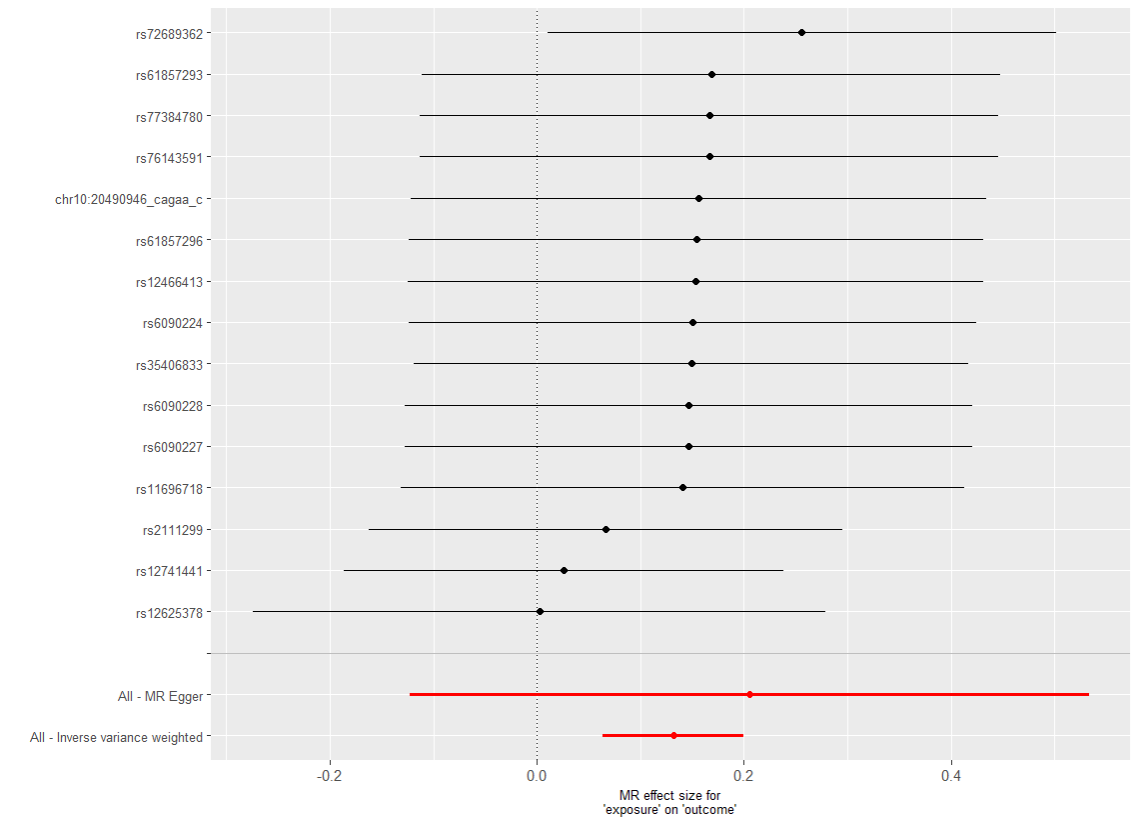 rs72689362
rs61857293
rs77384780
rs76143591
chr10:20490946_cagaa_c
rs61857296
rs12466413
rs6090224
rs35406833
rs6090228
rs6090227
rs11696718
rs2111299
rs12741441
rs12625378
All - MR Egger
All - Inverse variance weighted
-0.2 0.0 0.2 0.4
MR effect size for
'exposure' on 'outcome'